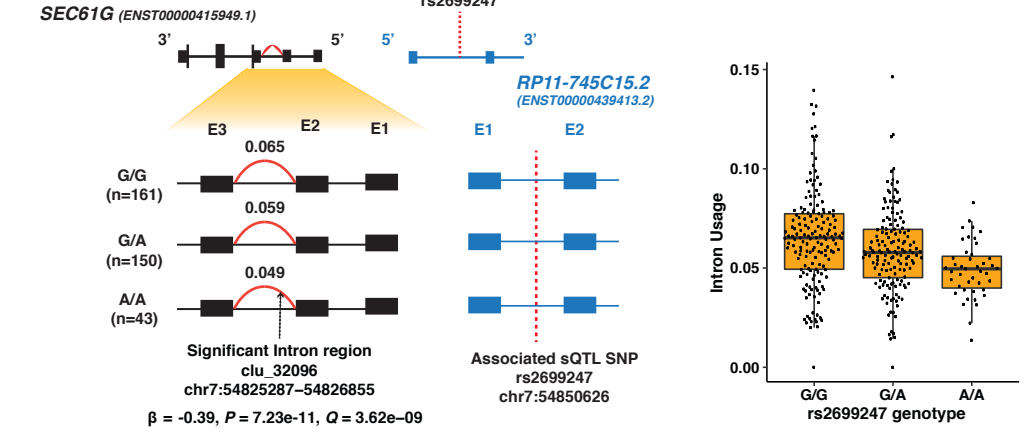 rs2699247
SEC61G (ENST00000415949.1)
3’ 5’ 5’ 3’
RP11-745C15.2
(ENST00000439413.2)
E3 E2 E1 E1 E2
0.065
G/G
(n=161)
0.059
G/A
(n=150)
0.049
A/A
(n=43)
Significant Intron region
clu_32096
chr7:54825287–54826855
β = -0.39, P = 7.23e-11, Q = 3.62e–09
Associated sQTL SNP
rs2699247
chr7:54850626
Intron Usage
0.15
0.10
0.05
0.00
G/G G/A A/A
rs2699247 genotype